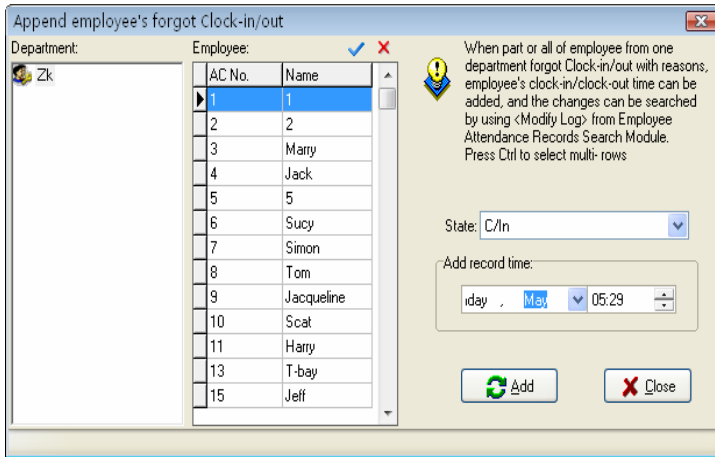 Append employee's forgot Clock-in/out
Department:
Zk
Employee:
AC No. Name
1 1
2 2
3 Marry
4 Jack
5 5
6 Sucy
7 Simon
8 Tom
9 Jacqueline
10 Scat
11 Harry
13 T-bay
15 Jeff
When part or all of employee from one
department forgot Clock-in/out with reasons,
employee's clock-in/clock-out time can be
added, and the changes can be searched
by using <Modify Log> from Employee
Attendance Records Search Module.
Press Ctrl to select multi- rows
State: C/In
Add record time:
ıday , May 05:29
Add
Close